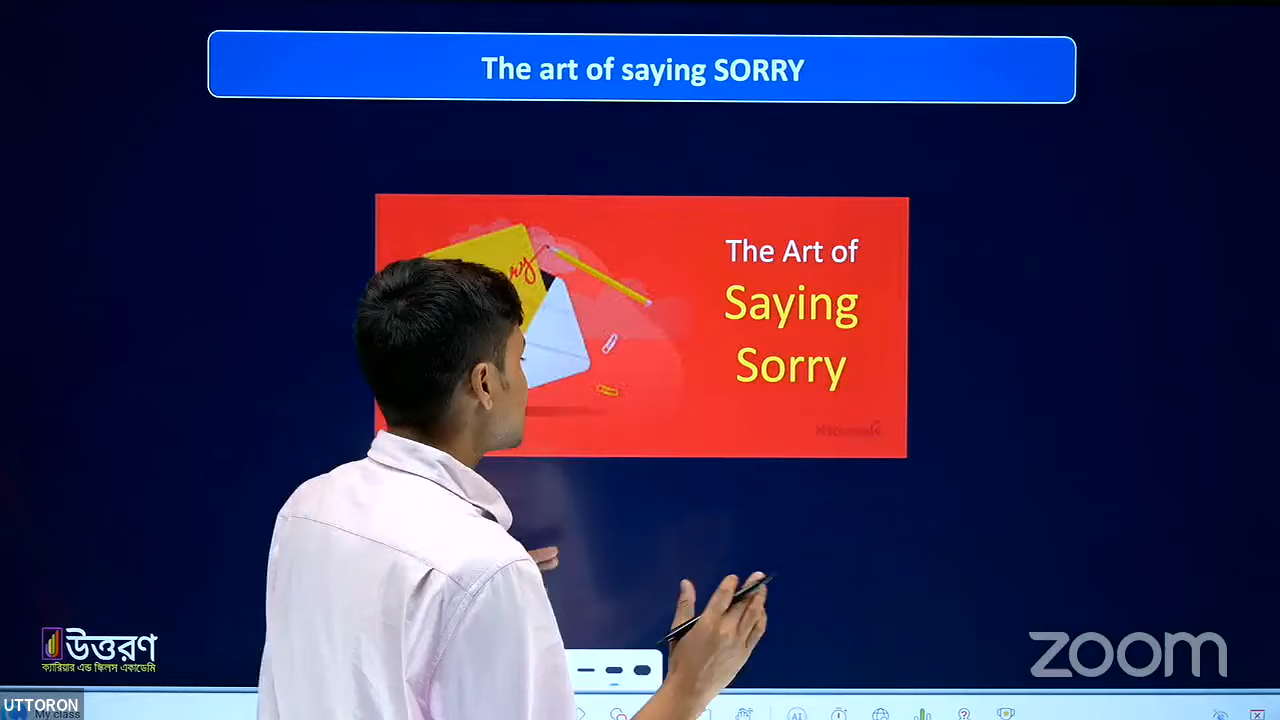 The art of saying SORRY
The Art of
Saying
Sorry
উত্তরণ
ক্যারিয়ার এন্ড স্কিলস একাডেমি
zoom
UTTORON
My class
AI